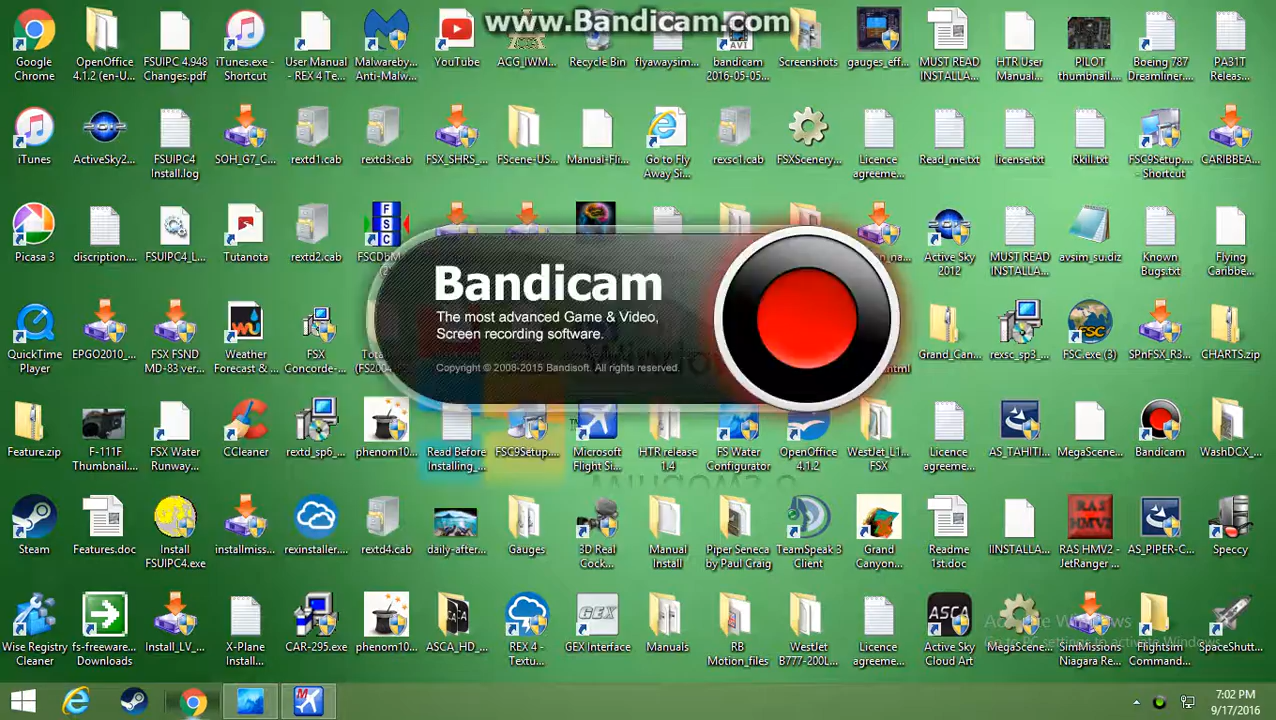 www.Bandicam.com
Google Chrome
OpenOffice 4.1.2 (en-U...
FSUIPC 4.948 Changes.pdf
iTunes.exe - Shortcut
User Manual - REX 4 Te...
Malwareby... Anti-Malw...
YouTube
ACG_IWM...
Recycle Bin
flyawaysim...
bandicam 2016-05-05...
Screenshots
gauges_eff...
MUST READ INSTALLA...
HTR User Manual...
PILOT thumbnail....
Boeing 787 Dreamliner...
PA31T Releas...
iTunes
ActiveSky2...
FSUIPC4 Install.log
SOH_G7_C...
rextd1.cab
rextd3.cab
FSX_SHRS_...
FScene-US...
Manual-Fli...
Go to Fly Away Si...
rexsc1.cab
FSXScenery...
Licence agreeme...
Read_me.txt
license.txt
Rkill.txt
FSC9Setup.... - Shortcut
CARIBBEA...
Picasa 3
discription....
FSUIPC4_L...
Tutanota
rextd2.cab
FSCDbM...
Active Sky 2012
MUST READ INSTALLA...
avsim_su.diz
Known Bugs.txt
Flying Caribbe...
Bandicam
The most advanced Game & Video,
Screen recording software.
Copyright © 2008-2015 Bandisoft. All rights reserved.
QuickTime Player
EPGO2010_...
FSX FSND MD-83 ver...
Weather Forecast & ...
FSX Concorde-...
Grand_Can...
rexsc_sp3_...
FSC.exe (3)
SPnFSX_R3...
CHARTS.zip
Feature.zip
F-111F Thumbnail....
FSX Water Runway...
CCleaner
rextd_sp6_...
phenom10...
Read Before Installing_...
FSC9Setup....
Microsoft Flight Si...
HTR release 1.4
FS Water Configurator
OpenOffice 4.1.2
WestJet_L1... FSX
Licence agreeme...
AS_TAHITI...
MegaScene...
Bandicam
WashDCX_...
Steam
Features.doc
Install FSUIPC4.exe
installmiss...
rexinstaller....
rextd4.cab
daily-after...
Gauges
3D Real Cock...
Manual Install
Piper Seneca by Paul Craig
TeamSpeak 3 Client
Grand Canyon...
Readme 1st.doc
IINSTALLA...
RAS HMV2 - JetRanger ...
AS_PIPER-C...
Speccy
Wise Registry Cleaner
fs-freeware... Downloads
Install_LV_...
X-Plane Install...
CAR-295.exe
phenom10...
ASCA_HD_...
REX 4 - Textu...
GEX Interface
Manuals
RB Motion_files
WestJet B777-200L...
Licence agreeme...
Active Sky Cloud Art
MegaScene...
SimMissions Niagara Re...
Flightsim Command...
SpaceShutt...
Activate Windows
Go to PC settings to activate Windows.
7:02 PM
9/17/2016